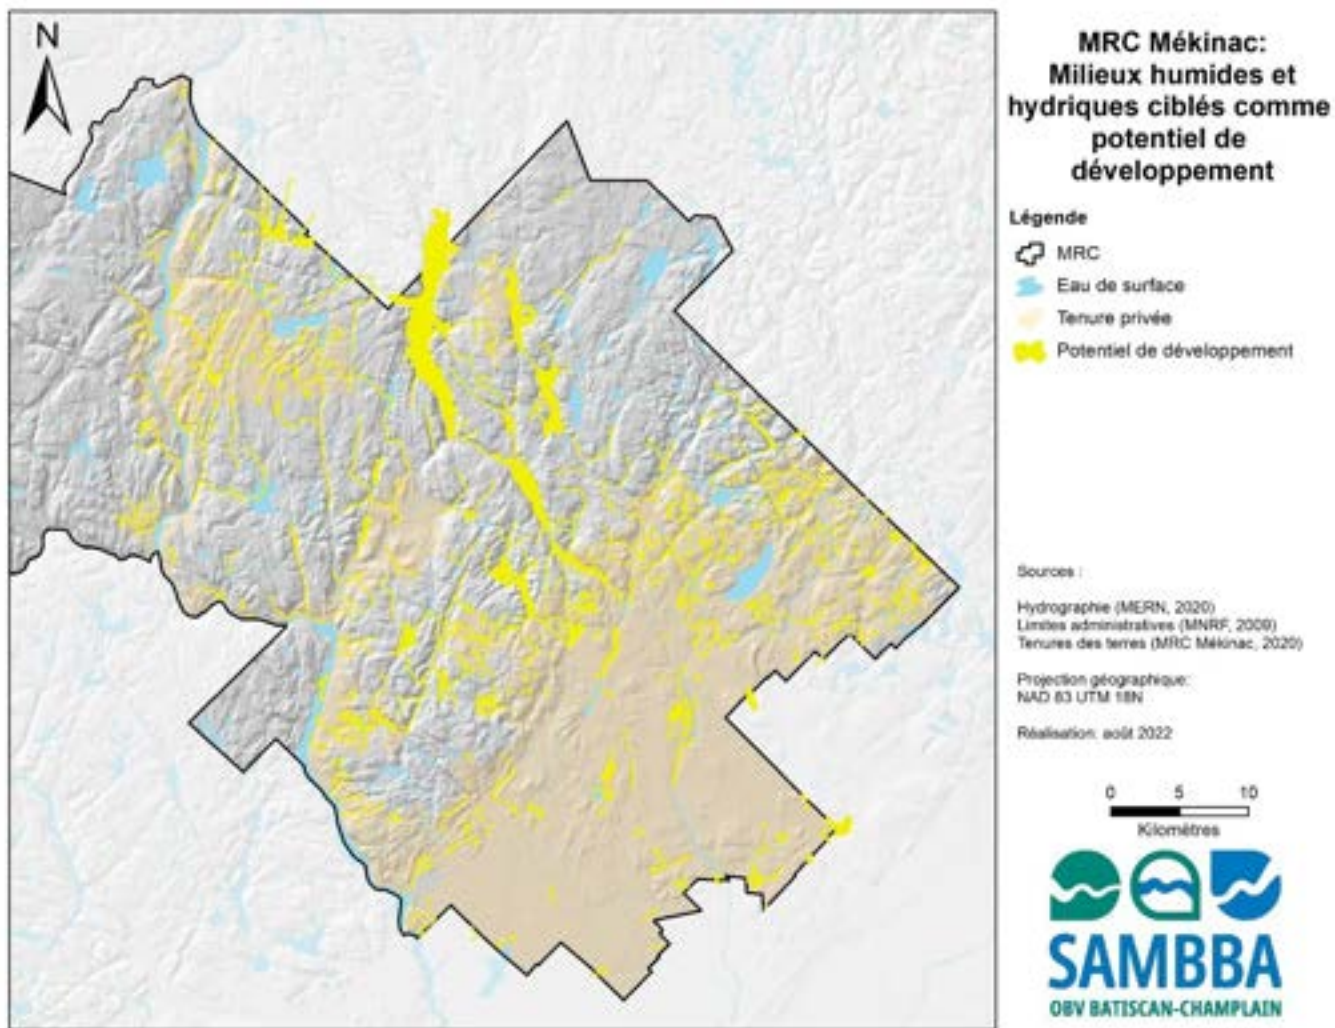 N
MRC Mékinac:
Milieux humides et
hydriques ciblés comme
potentiel de
développement
Légende
MRC
Eau de surface
Tenure privée
Potentiel de développement
Sources :
Hydrographie (MERN, 2020)
Limites administratives (MNRF, 2009)
Tenures des terres (MRC Mékinac, 2020)
Projection géographique:
NAD 83 UTM 18N
Réalisation: août 2022
0 5 10
Kilomètres
SAMBBA
OBV BATISCAN-CHAMPLAIN